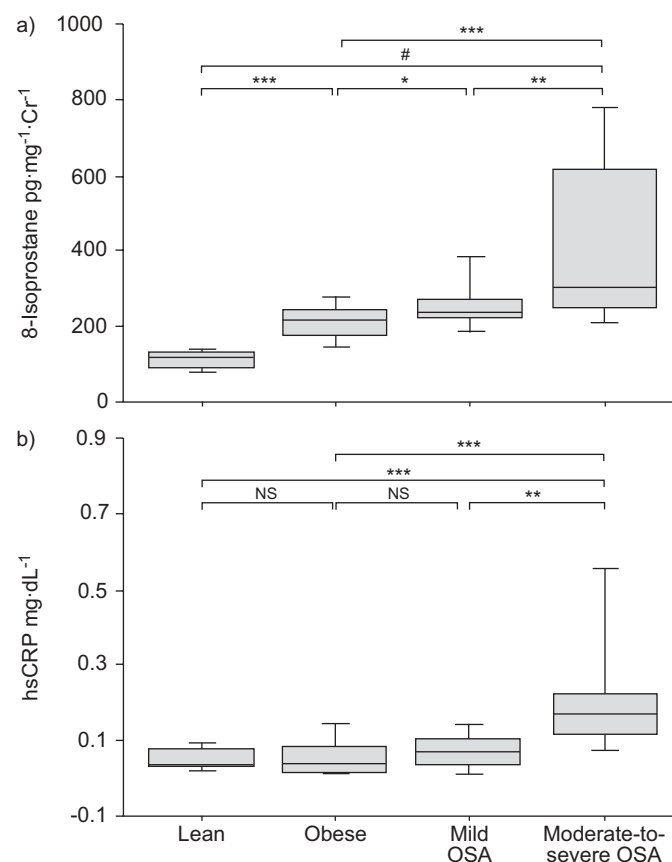 a)
1000
800
600
400
200
0
8-Isoprostane pg·mg⁻¹·Cr⁻¹
***
#
***
*
**
b)
0.9
0.7
0.5
0.3
0.1
-0.1
hsCRP mg·dL⁻¹
***
***
NS
NS
**
Lean
Obese
Mild
OSA
Moderate-to-
severe OSA